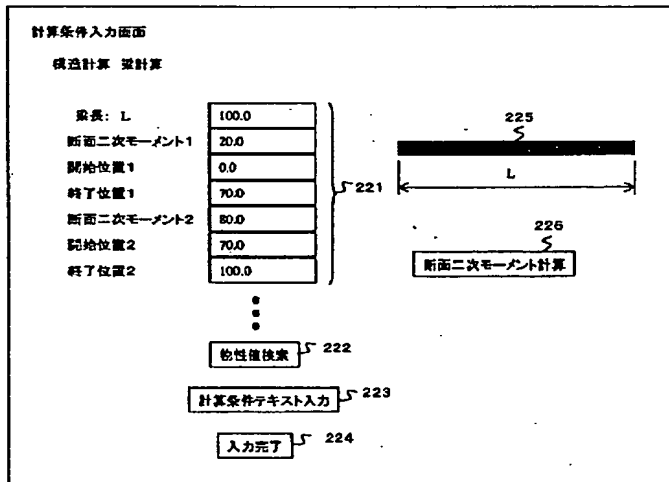 計算条件入力画面
構造計算 梁計算
梁長: L 100.0
断面二次モーメント1 20.0
開始位置1 0.0
終了位置1 70.0
断面二次モーメント2 80.0
開始位置2 70.0
終了位置2 100.0
221
225
L
226
断面二次モーメント計算
物性値検索 222
計算条件テキスト入力 223
入力完了 224